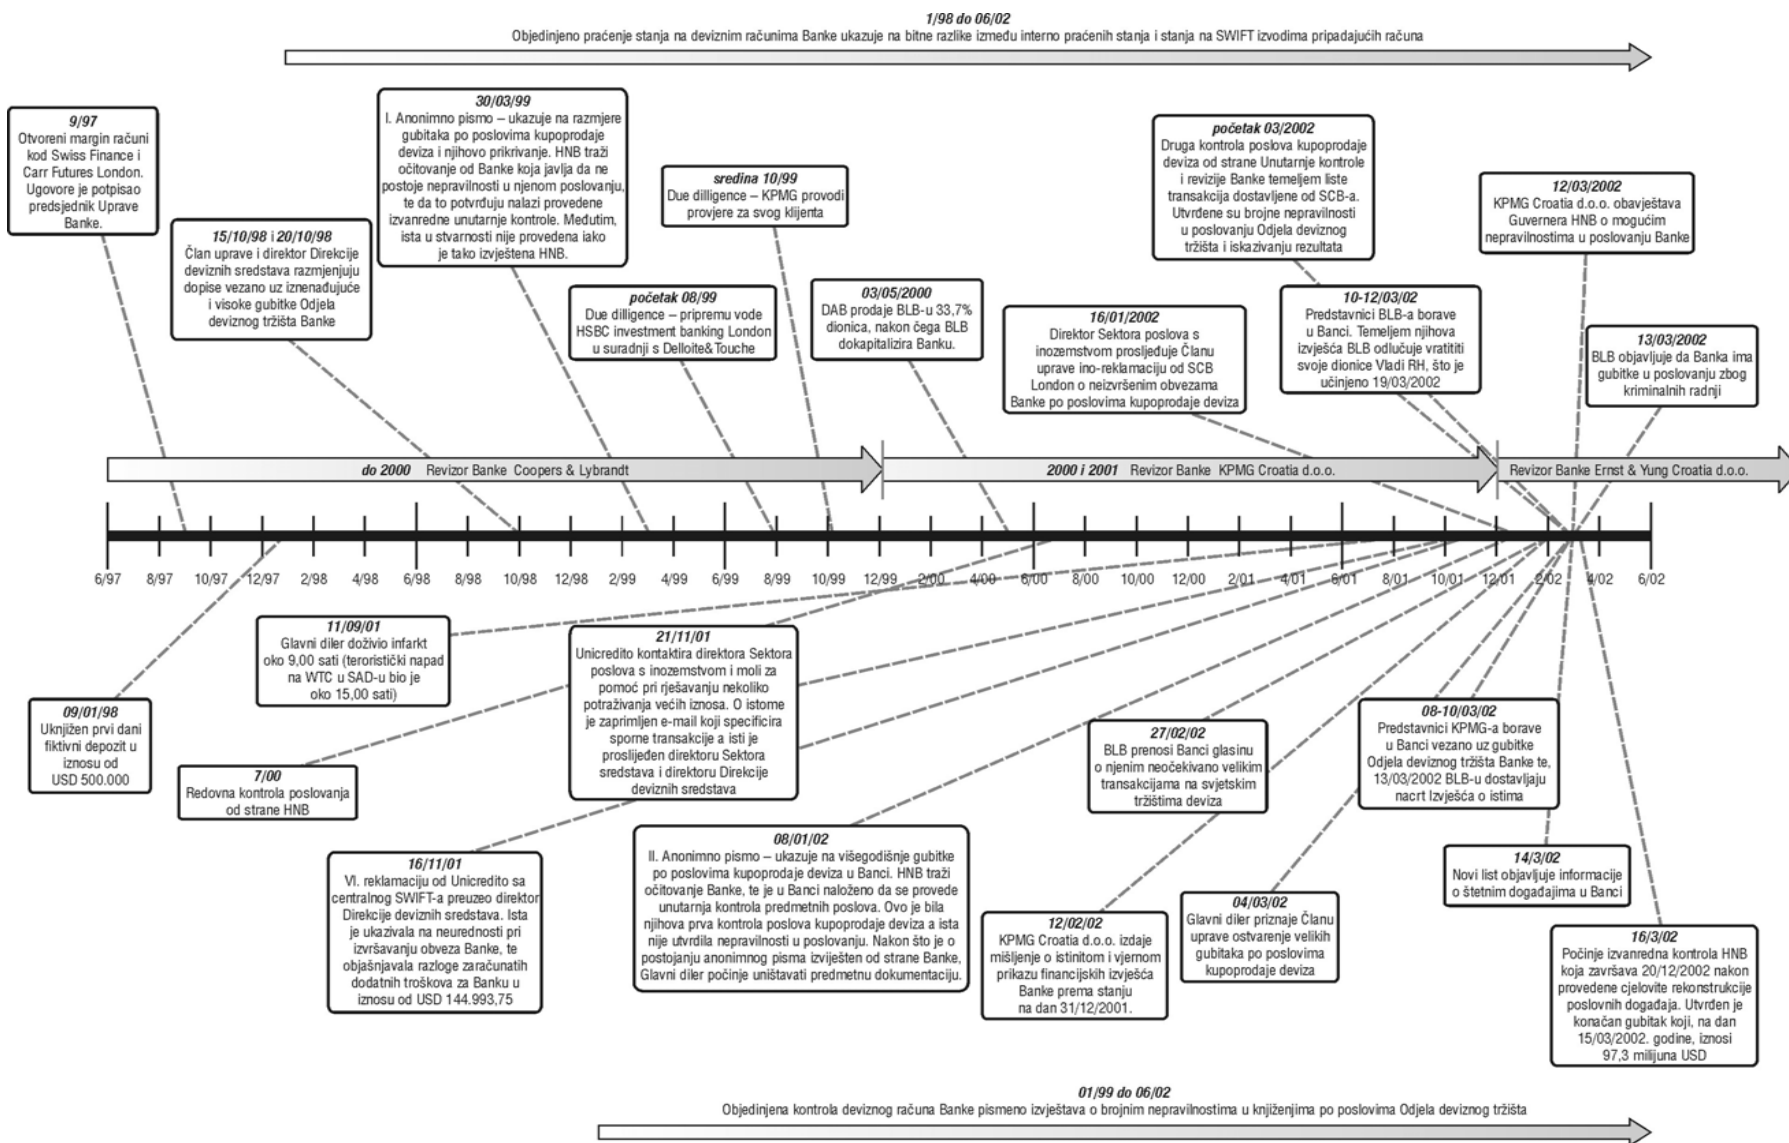 1/98 do 06/02
Objedinjeno praćenje stanja na deviznim računima Banke ukazuje na bitne razlike između interno praćenih stanja i stanja na SWIFT izvodima pripadajućih računa
9/97
Otvoreni margin računi
kod Swiss Finance i
Carr Futures London.
Ugovore je potpisao
predsjednik Uprave
Banke.
15/10/98 i 20/10/98
Član uprave i direktor Direkcije
deviznih sredstava razmjenjuju
dopise vezano uz iznenađujuće
i visoke gubitke Odjela
deviznog tržišta Banke
30/03/99
I. Anonimno pismo – ukazuje na razmjere
gubitaka po poslovima kupoprodaje
deviza i njihovo prikrivanje. HNB traži
očitovanje od Banke koja javlja da ne
postoje nepravilnosti u njenom poslovanju,
te da to potvrđuju nalazi provedene
izvanredne unutarnje kontrole. Međutim,
ista u stvarnosti nije provedena iako
je tako izvještena HNB.
početak 08/99
Due dilligence – pripremu vode
HSBC investment banking London
u suradnji s Delloite&Touche
sredina 10/99
Due dilligence – KPMG provodi
provjere za svog klijenta
03/05/2000
DAB prodaje BLB-u 33,7%
dionica, nakon čega BLB
dokapitalizira Banku.
16/01/2002
Direktor Sektora poslova s
inozemstvom prosljeđuje Članu
uprave ino-reklamaciju od SCB
London o neizvršenim obvezama
Banke po poslovima kupoprodaje deviza
početak 03/2002
Druga kontrola poslova kupoprodaje
deviza od strane Unutarnje kontrole
i revizije Banke temeljem liste
transakcija dostavljene od SCB-a.
Utvrđene su brojne nepravilnosti
u poslovanju Odjela deviznog
tržišta i iskazivanju rezultata
10-12/03/02
Predstavnici BLB-a borave
u Banci. Temeljem njihova
izvješća BLB odlučuje vratititi
svoje dionice Vladi RH, što je
učinjeno 19/03/2002
12/03/2002
KPMG Croatia d.o.o. obavještava
Guvernera HNB o mogućim
nepravilnostima u poslovanju Banke
13/03/2002
BLB objavljuje da Banka ima
gubitke u poslovanju zbog
kriminalnih radnji
do 2000 Revizor Banke Coopers & Lybrandt
2000 i 2001 Revizor Banke KPMG Croatia d.o.o.
Revizor Banke Ernst & Yung Croatia d.o.o.
6/97 8/97 10/97 12/97 2/98 4/98 6/98 8/98 10/98 12/98 2/99 4/99 6/99 8/99 10/99 12/99 2/00 4/00 6/00 8/00 10/00 12/00 2/01 4/01 6/01 8/01 10/01 12/01 2/02 4/02 6/02
09/01/98
Uknjižen prvi dani
fiktivni depozit u
iznosu od
USD 500.000
11/09/01
Glavni diler doživio infarkt
oko 9,00 sati (teroristički napad
na WTC u SAD-u bio je
oko 15,00 sati)
7/00
Redovna kontrola poslovanja
od strane HNB
16/11/01
VI. reklamaciju od Unicredito sa
centralnog SWIFT-a preuzeo direktor
Direkcije deviznih sredstava. Ista
je ukazivala na neurednosti pri
izvršavanju obveza Banke, te
objašnjavala razloge zaračunatih
dodatnih troškova za Banku u
iznosu od USD 144.993,75
21/11/01
Unicredito kontaktira direktora Sektora
poslova s inozemstvom i moli za
pomoć pri rješavanju nekoliko
potraživanja većih iznosa. O istome
je zaprimljen e-mail koji specificira
sporne transakcije a isti je
proslijeđen direktoru Sektora
sredstava i direktoru Direkcije
deviznih sredstava
08/01/02
II. Anonimno pismo – ukazuje na višegodišnje gubitke
po poslovima kupoprodaje deviza u Banci. HNB traži
očitovanje Banke, te je u Banci naloženo da se provede
unutarnja kontrola predmetnih poslova. Ovo je bila
njihova prva kontrola poslova kupoprodaje deviza a ista
nije utvrdila nepravilnosti u poslovanju. Nakon što je o
postojanju anonimnog pisma izviješten od strane Banke,
Glavni diler počinje uništavati predmetnu dokumentaciju.
27/02/02
BLB prenosi Banci glasinu
o njenim neočekivano velikim
transakcijama na svjetskim
tržištima deviza
12/02/02
KPMG Croatia d.o.o. izdaje
mišljenje o istinitom i vjernom
prikazu financijskih izvješća
Banke prema stanju
na dan 31/12/2001.
04/03/02
Glavni diler priznaje Članu
uprave ostvarenje velikih
gubitaka po poslovima
kupoprodaje deviza
08-10/03/02
Predstavnici KPMG-a borave
u Banci vezano uz gubitke
Odjela deviznog tržišta Banke te,
13/03/2002 BLB-u dostavljaju
nacrt Izvješća o istima
14/3/02
Novi list objavljuje informacije
o štetnim događajima u Banci
16/3/02
Počinje izvanredna kontrola HNB
koja završava 20/12/2002 nakon
provedene cjelovite rekonstrukcije
poslovnih događaja. Utvrđen je
konačan gubitak koji, na dan
15/03/2002. godine, iznosi
97,3 milijuna USD
01/99 do 06/02
Objedinjena kontrola deviznog računa Banke pismeno izvještava o brojnim nepravilnostima u knjiženjima po poslovima Odjela deviznog tržišta